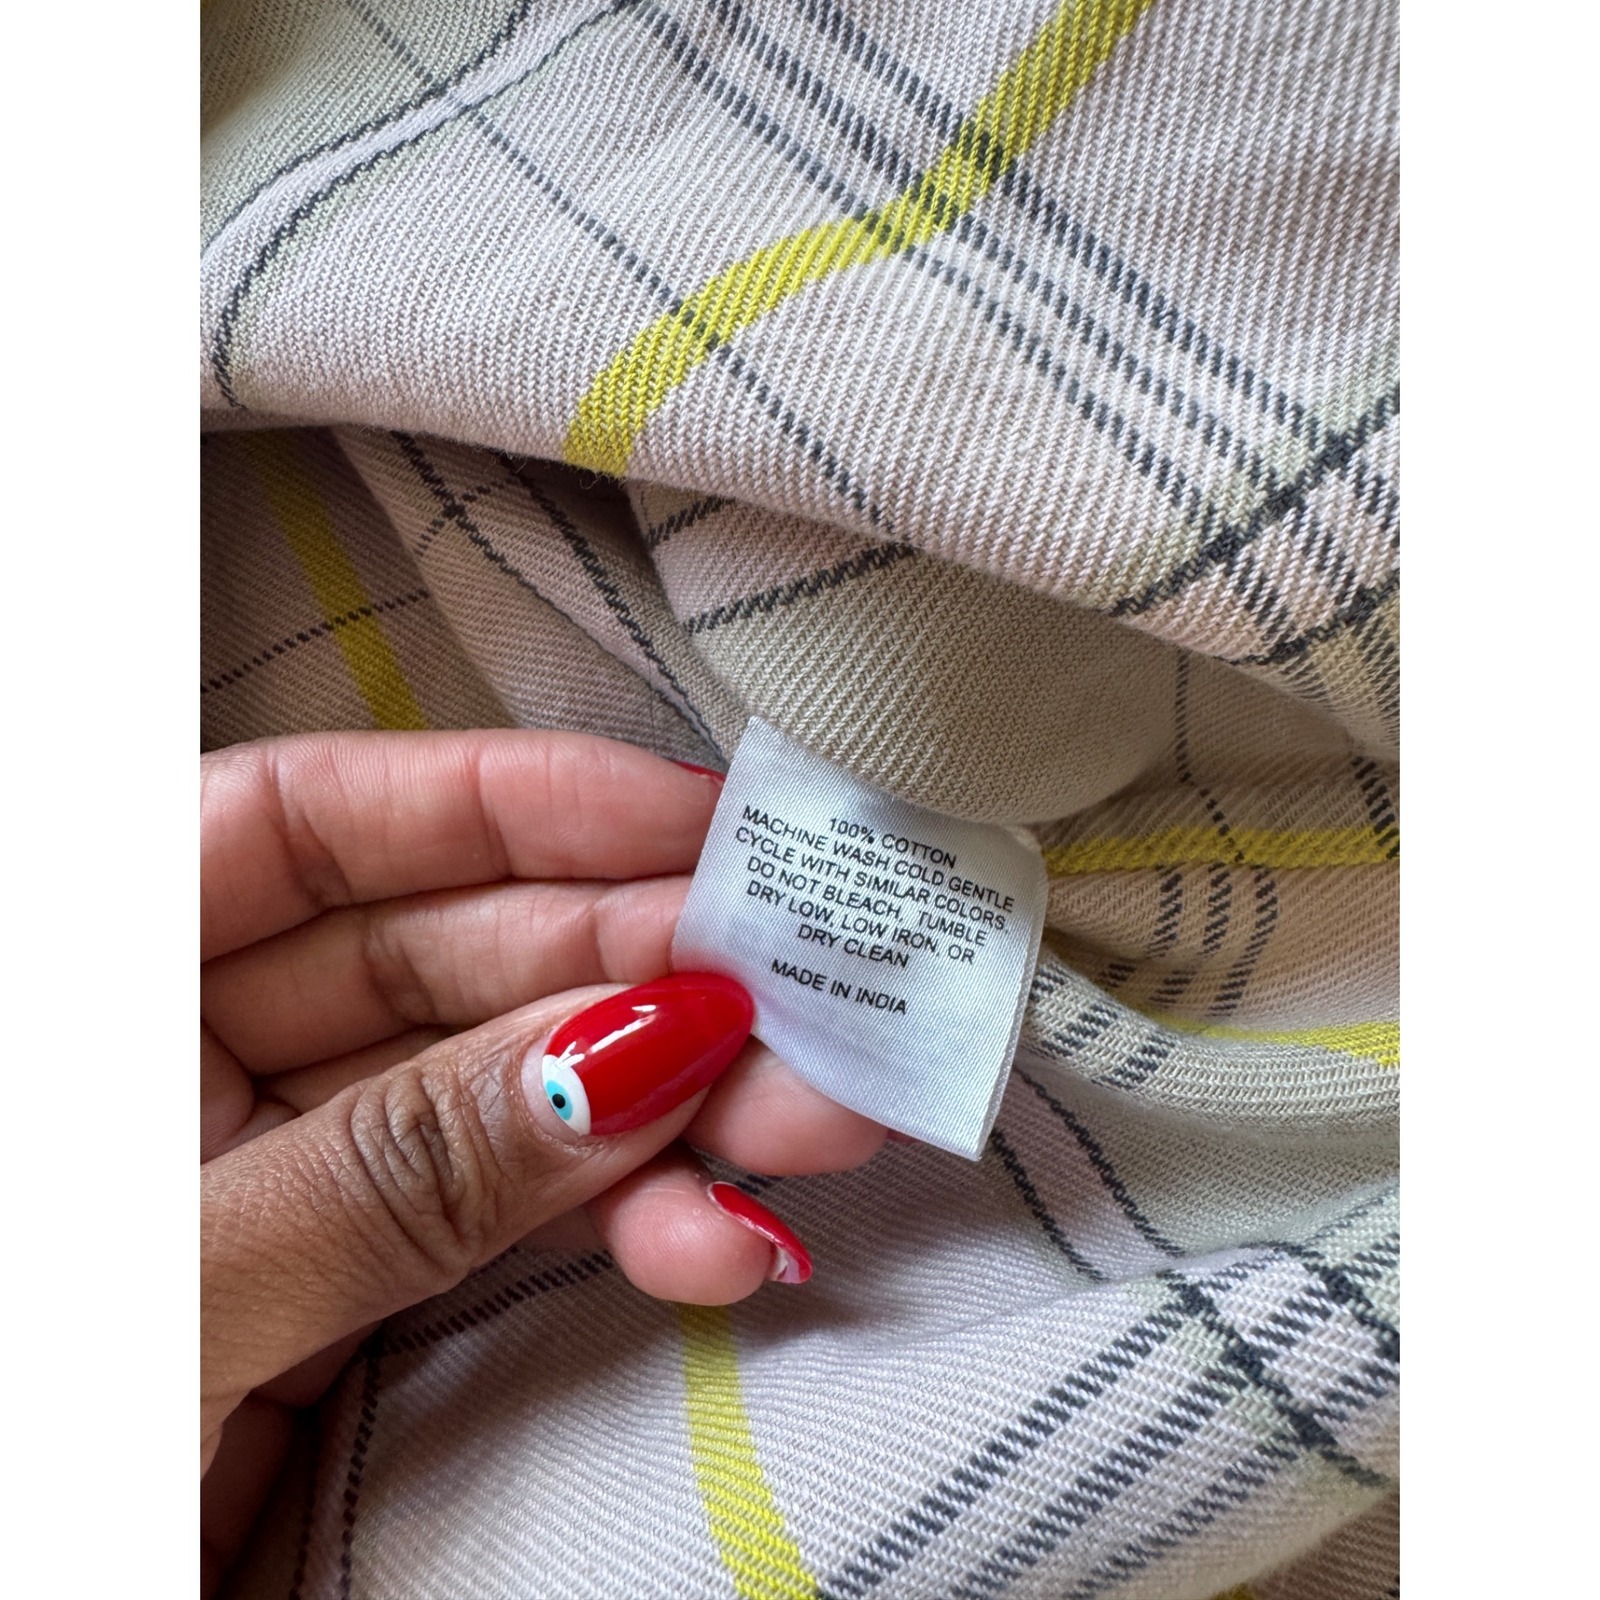 100% COTTON
MACHINE WASH COLD GENTLE
CYCLE WITH SIMILAR COLORS.
DO NOT BLEACH, TUMBLE
DRY LOW, LOW IRON, OR
DRY CLEAN
MADE IN INDIA